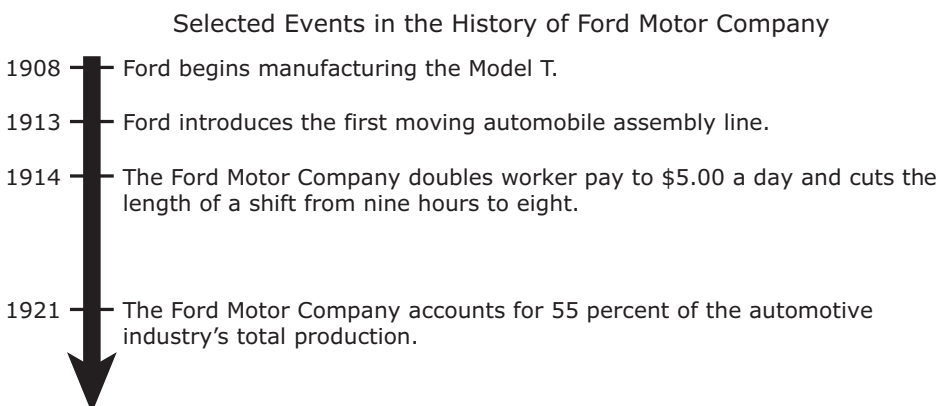 Selected Events in the History of Ford Motor Company
1908 Ford begins manufacturing the Model T.
1913 Ford introduces the first moving automobile assembly line.
1914 The Ford Motor Company doubles worker pay to $5.00 a day and cuts the
length of a shift from nine hours to eight.
1921 The Ford Motor Company accounts for 55 percent of the automotive
industry’s total production.